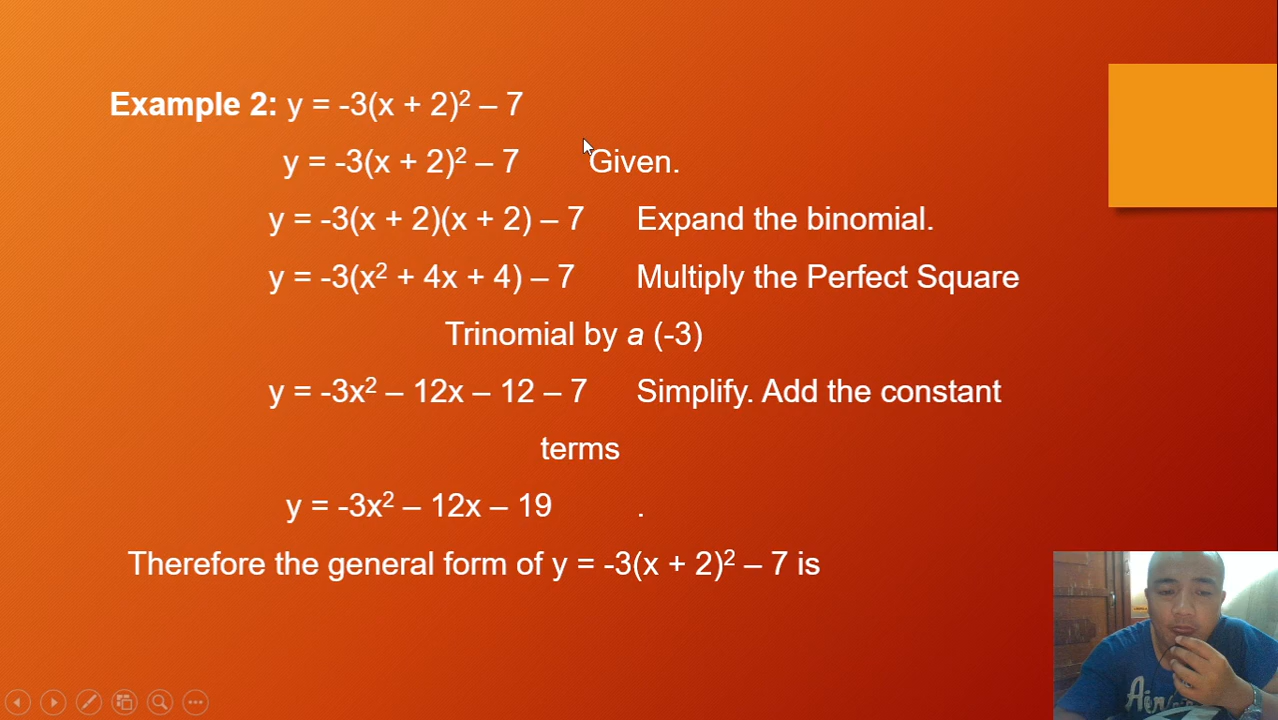 Example 2: y = -3(x + 2)² – 7
y = -3(x + 2)² – 7 Given.
y = -3(x + 2)(x + 2) – 7 Expand the binomial.
y = -3(x² + 4x + 4) – 7 Multiply the Perfect Square
Trinomial by a (-3)
y = -3x² – 12x – 12 – 7 Simplify. Add the constant
terms
y = -3x² – 12x – 19 .
Therefore the general form of y = -3(x + 2)² – 7 is